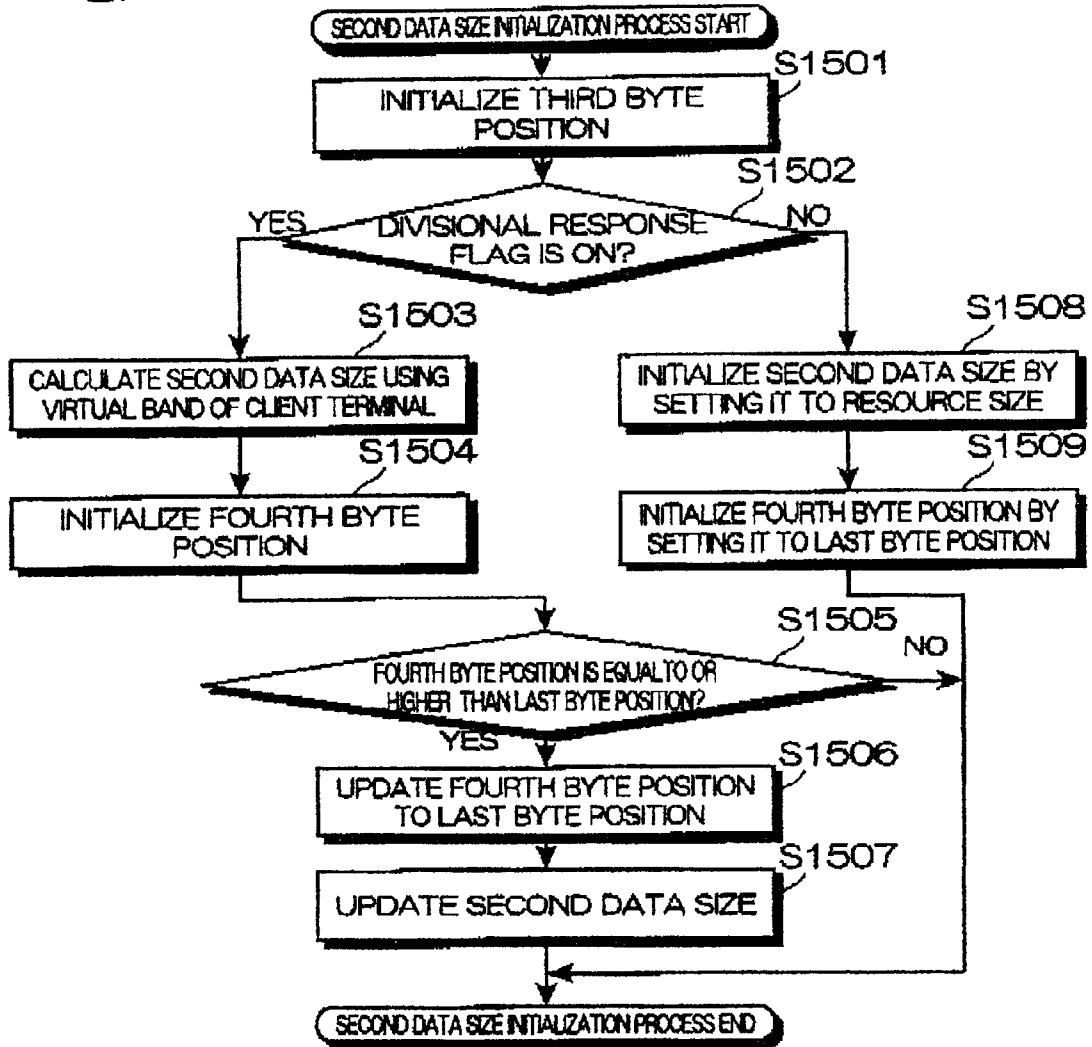 SECOND DATA SIZE INITIALIZATION PROCESS START
S1501
INITIALIZE THIRD BYTE
POSITION
S1502
YES
DIVISIONAL RESPONSE
FLAG IS ON?
NO
S1503
CALCULATE SECOND DATA SIZE USING
VIRTUAL BAND OF CLIENT TERMINAL
S1508
INITIALIZE SECOND DATA SIZE BY
SETTING IT TO RESOURCE SIZE
S1504
INITIALIZE FOURTH BYTE
POSITION
S1509
INITIALIZE FOURTH BYTE POSITION BY
SETTING IT TO LAST BYTE POSITION
S1505
FOURTH BYTE POSITION IS EQUAL TO OR
HIGHER THAN LAST BYTE POSITION?
NO
YES
S1506
UPDATE FOURTH BYTE POSITION
TO LAST BYTE POSITION
S1507
UPDATE SECOND DATA SIZE
SECOND DATA SIZE INITIALIZATION PROCESS END